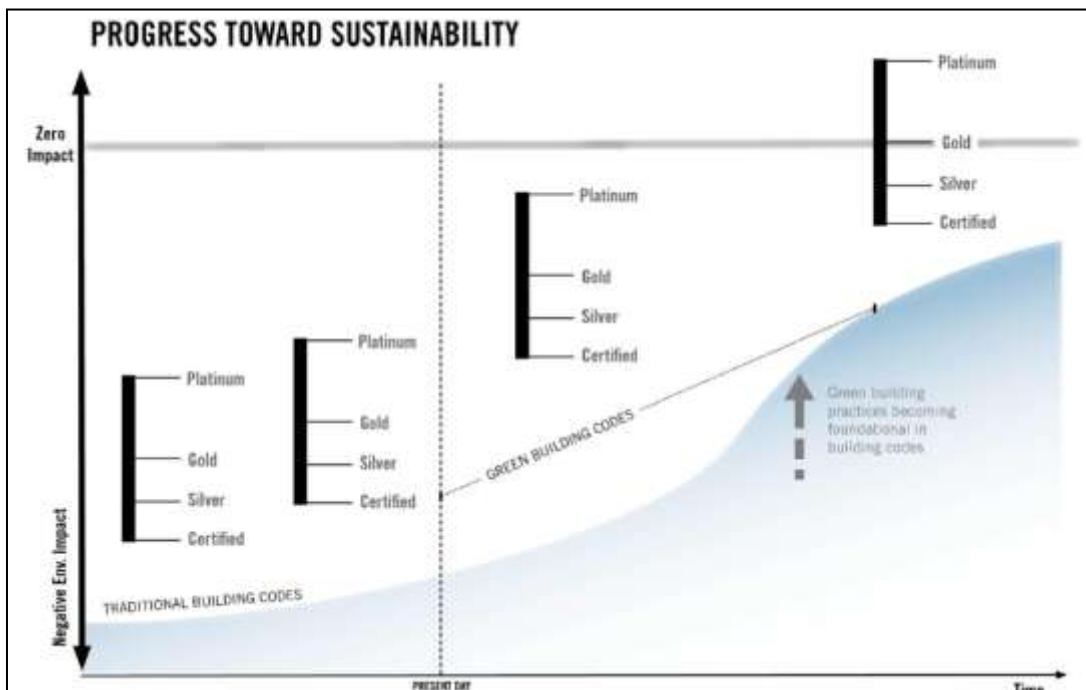 PROGRESS TOWARD SUSTAINABILITY
Zero
Impact
Negative Env. Impact
Platinum
Gold
Silver
Certified
Platinum
Gold
Silver
Certified
Platinum
Gold
Silver
Certified
Platinum
Gold
Silver
Certified
TRADITIONAL BUILDING CODES
GREEN BUILDING CODES
Green building
practices becoming
foundational in
building codes
PRESENT DAY
Time